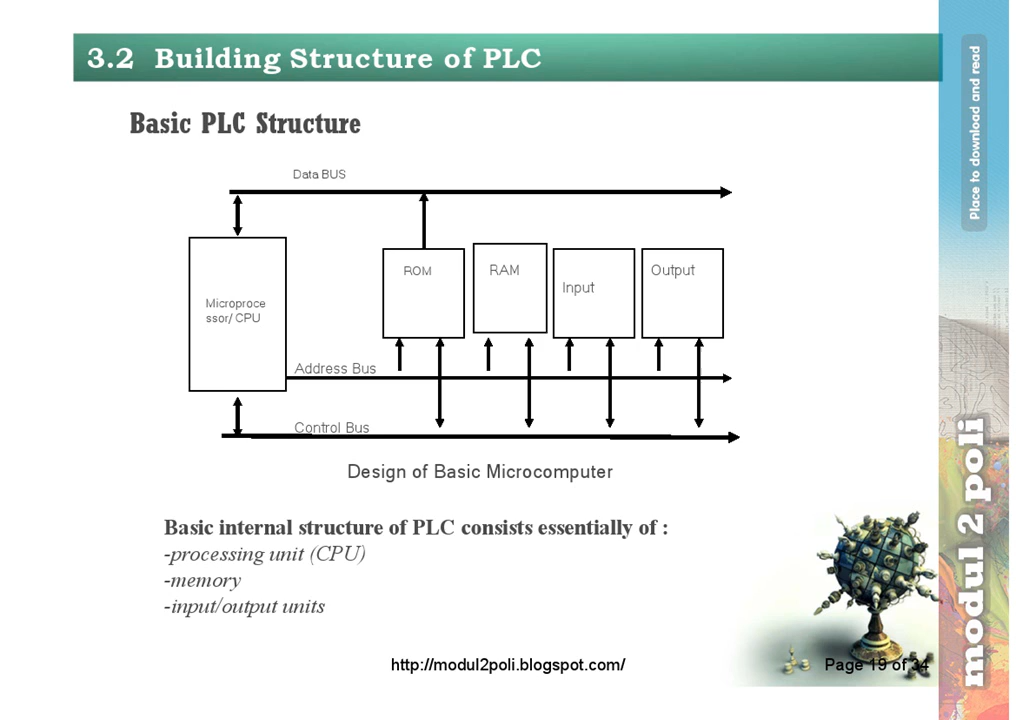 3.2 Building Structure of PLC
Place to download and read
Basic PLC Structure
Data BUS
Microproce
ssor/ CPU
ROM
RAM
Input
Output
Address Bus
Control Bus
Design of Basic Microcomputer
Basic internal structure of PLC consists essentially of :
-processing unit (CPU)
-memory
-input/output units
modul 2 poli
http://modul2poli.blogspot.com/
Page 19 of 34